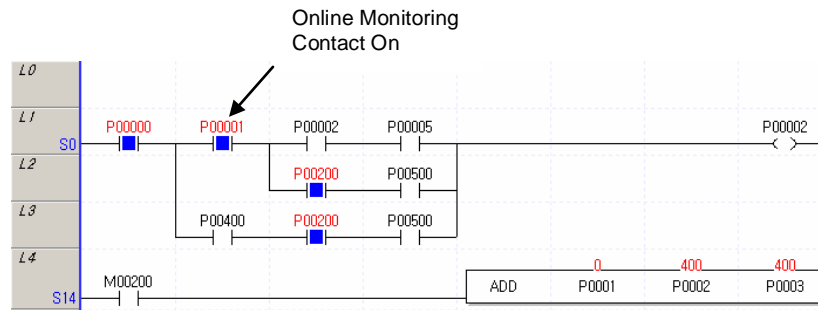 Online Monitoring
Contact On
L0
L1
P00000 P00001 P00002 P00005 P00002
S0
L2
P00200 P00500
L3
P00400 P00200 P00500
L4
0 400 400
M00200
ADD P0001 P0002 P0003
S14